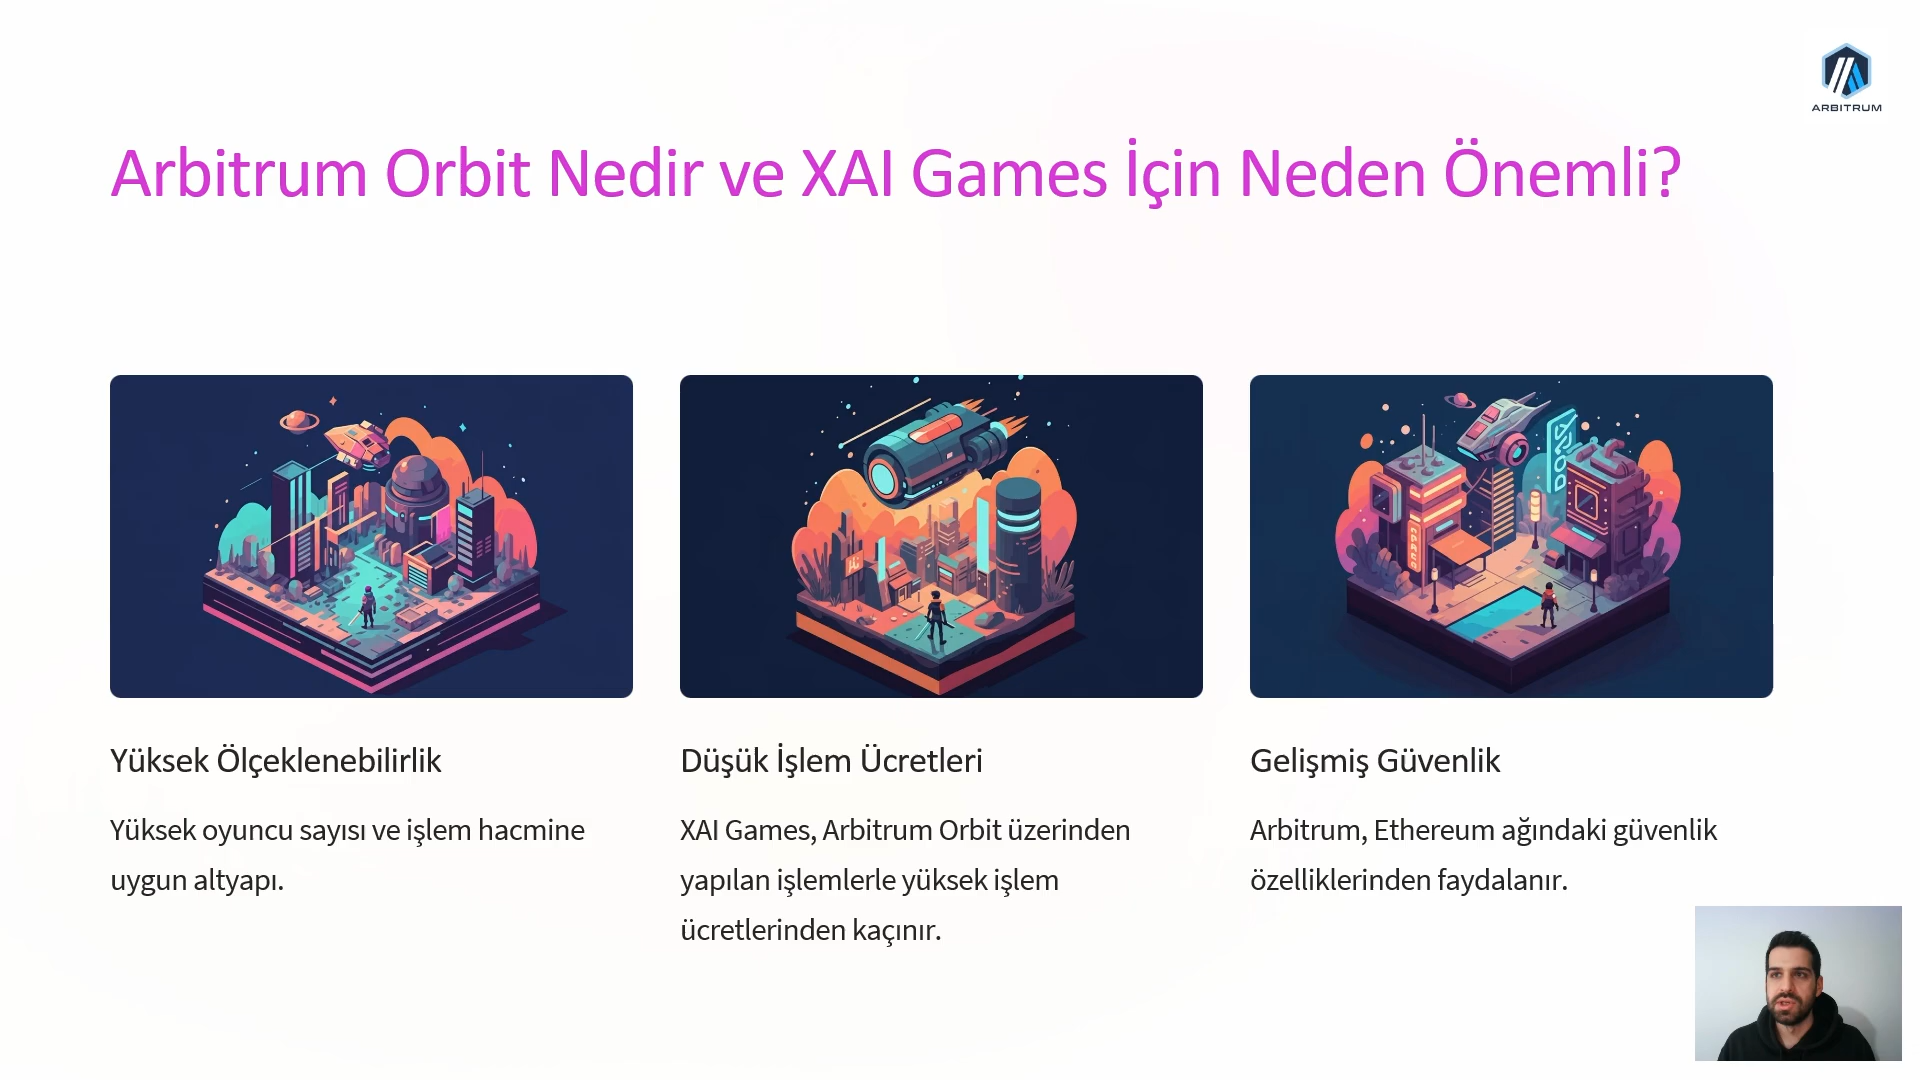 ARBITRUM
Arbitrum Orbit Nedir ve XAI Games İçin Neden Önemli?
Yüksek Ölçeklenebilirlik
Yüksek oyuncu sayısı ve işlem hacmine
uygun altyapı.
Düşük İşlem Ücretleri
XAI Games, Arbitrum Orbit üzerinden
yapılan işlemlerle yüksek işlem
ücretlerinden kaçınır.
Gelişmiş Güvenlik
Arbitrum, Ethereum ağındaki güvenlik
özelliklerinden faydalanır.